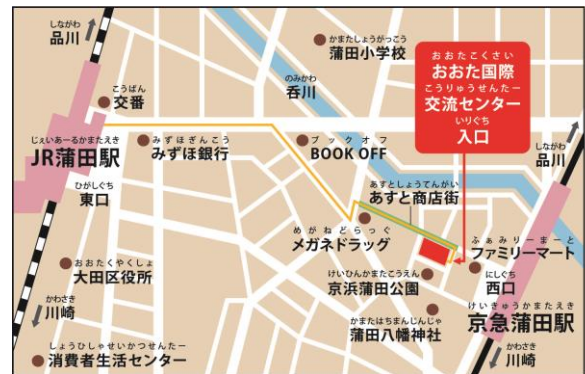 しながわ
品川
こうばん
交番
じぇいあーるかまたえき
JR蒲田駅
ひがしぐち
東口
みずほぎんこう
みずほ銀行
おおたくやくしょ
大田区役所
かわさき
川崎
しょうひしゃせいかつせんたー
消費者生活センター
かまたしょうがっこう
蒲田小学校
のみかわ
呑川
ブックオフ
BOOK OFF
おおたこくさい
おおた国際
こうりゅうせんたー
交流センター
いりぐち
入口
しながわ
品川
あすとしょうてんがい
あすと商店街
めがねどらっぐ
メガネドラッグ
ふぁみりーまーと
ファミリーマート
けいひんかまたこうえん
京浜蒲田公園
にしぐち
西口
かまたはちまんじんじゃ
蒲田八幡神社
けいきゅうかまたえき
京急蒲田駅
かわさき
川崎